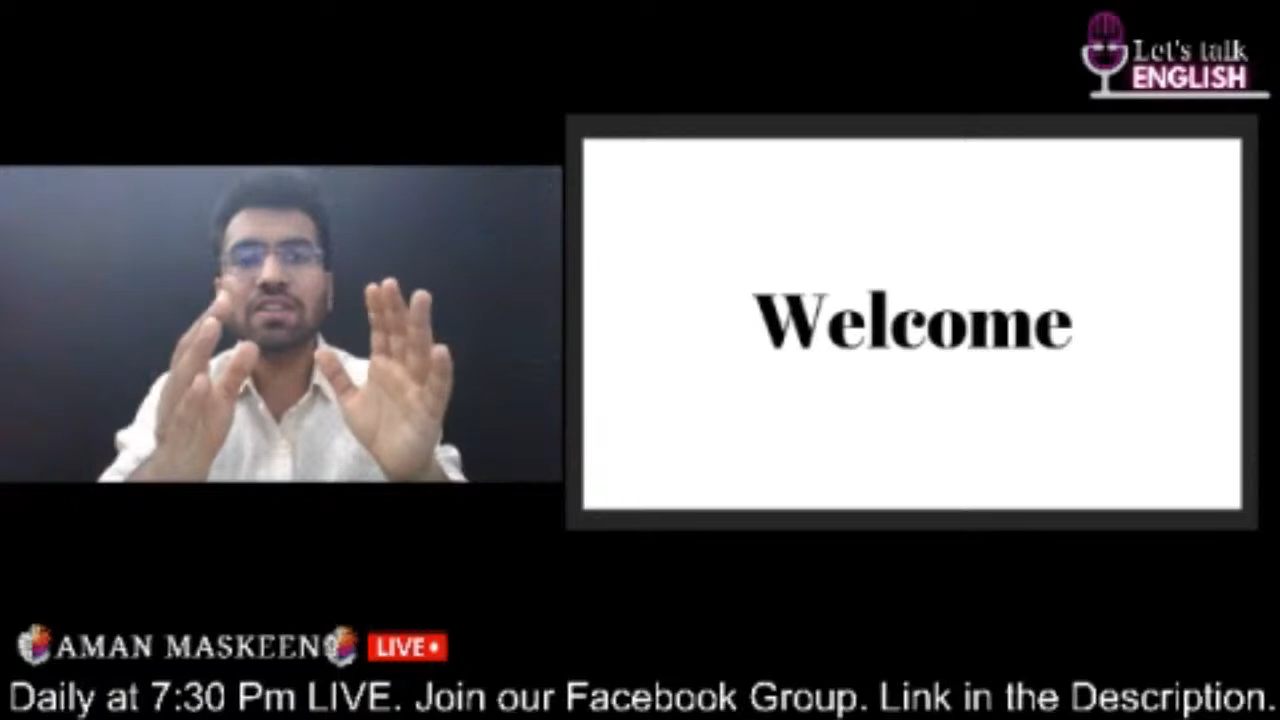 Let's talk
ENGLISH
Welcome
AMAN MASKEEN
LIVE
Daily at 7:30 Pm LIVE. Join our Facebook Group. Link in the Description.